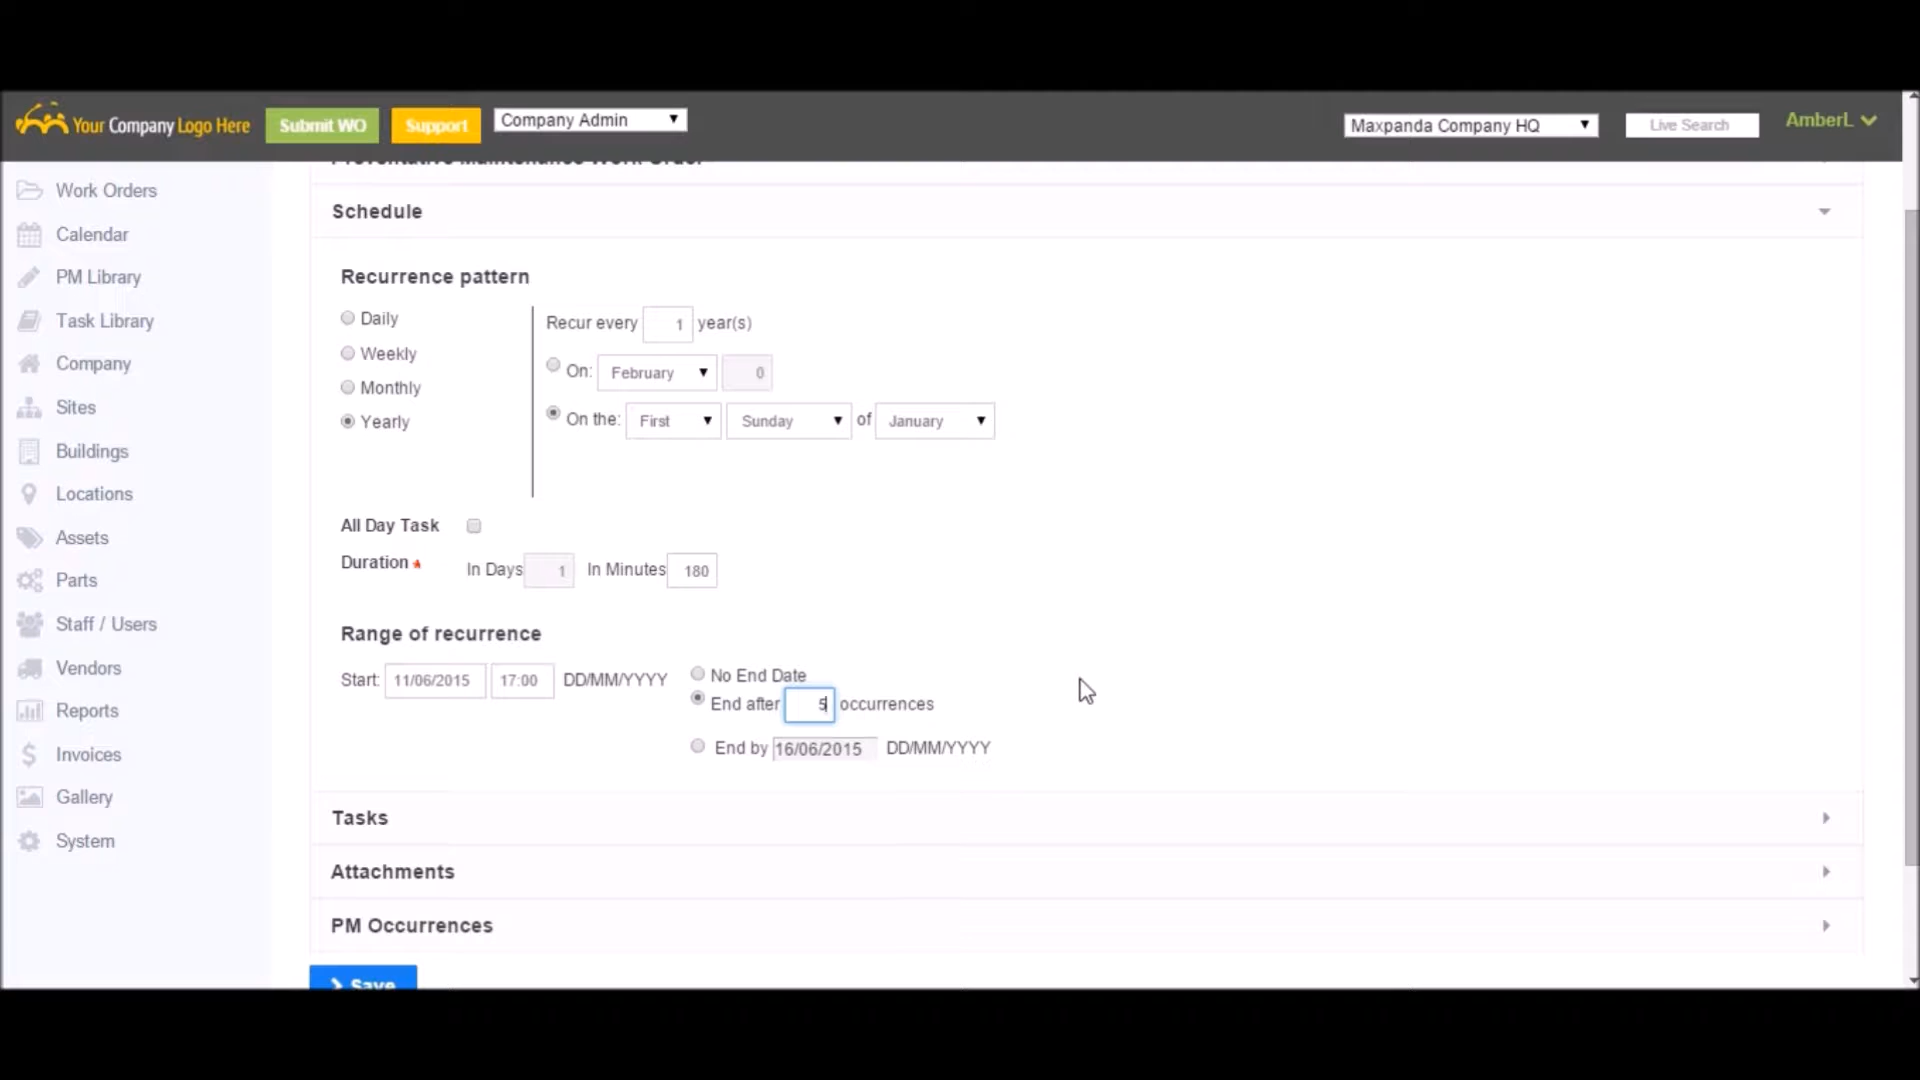 Your Company Logo Here Submit WO Support Company Admin Maxpanda Company HQ Live Search AmberL
Preventative Maintenance Work Order
Work Orders
Calendar
PM Library
Task Library
Company
Sites
Buildings
Locations
Assets
Parts
Staff / Users
Vendors
Reports
Invoices
Gallery
System
Schedule
Recurrence pattern
Daily
Weekly
Monthly
Yearly
Recur every 1 year(s)
On: February 0
On the: First Sunday of January
All Day Task
Duration * In Days 1 In Minutes 180
Range of recurrence
Start: 11/06/2015 17:00 DD/MM/YYYY
No End Date
End after 5 occurrences
End by 16/06/2015 DD/MM/YYYY
Tasks
Attachments
PM Occurrences
Save